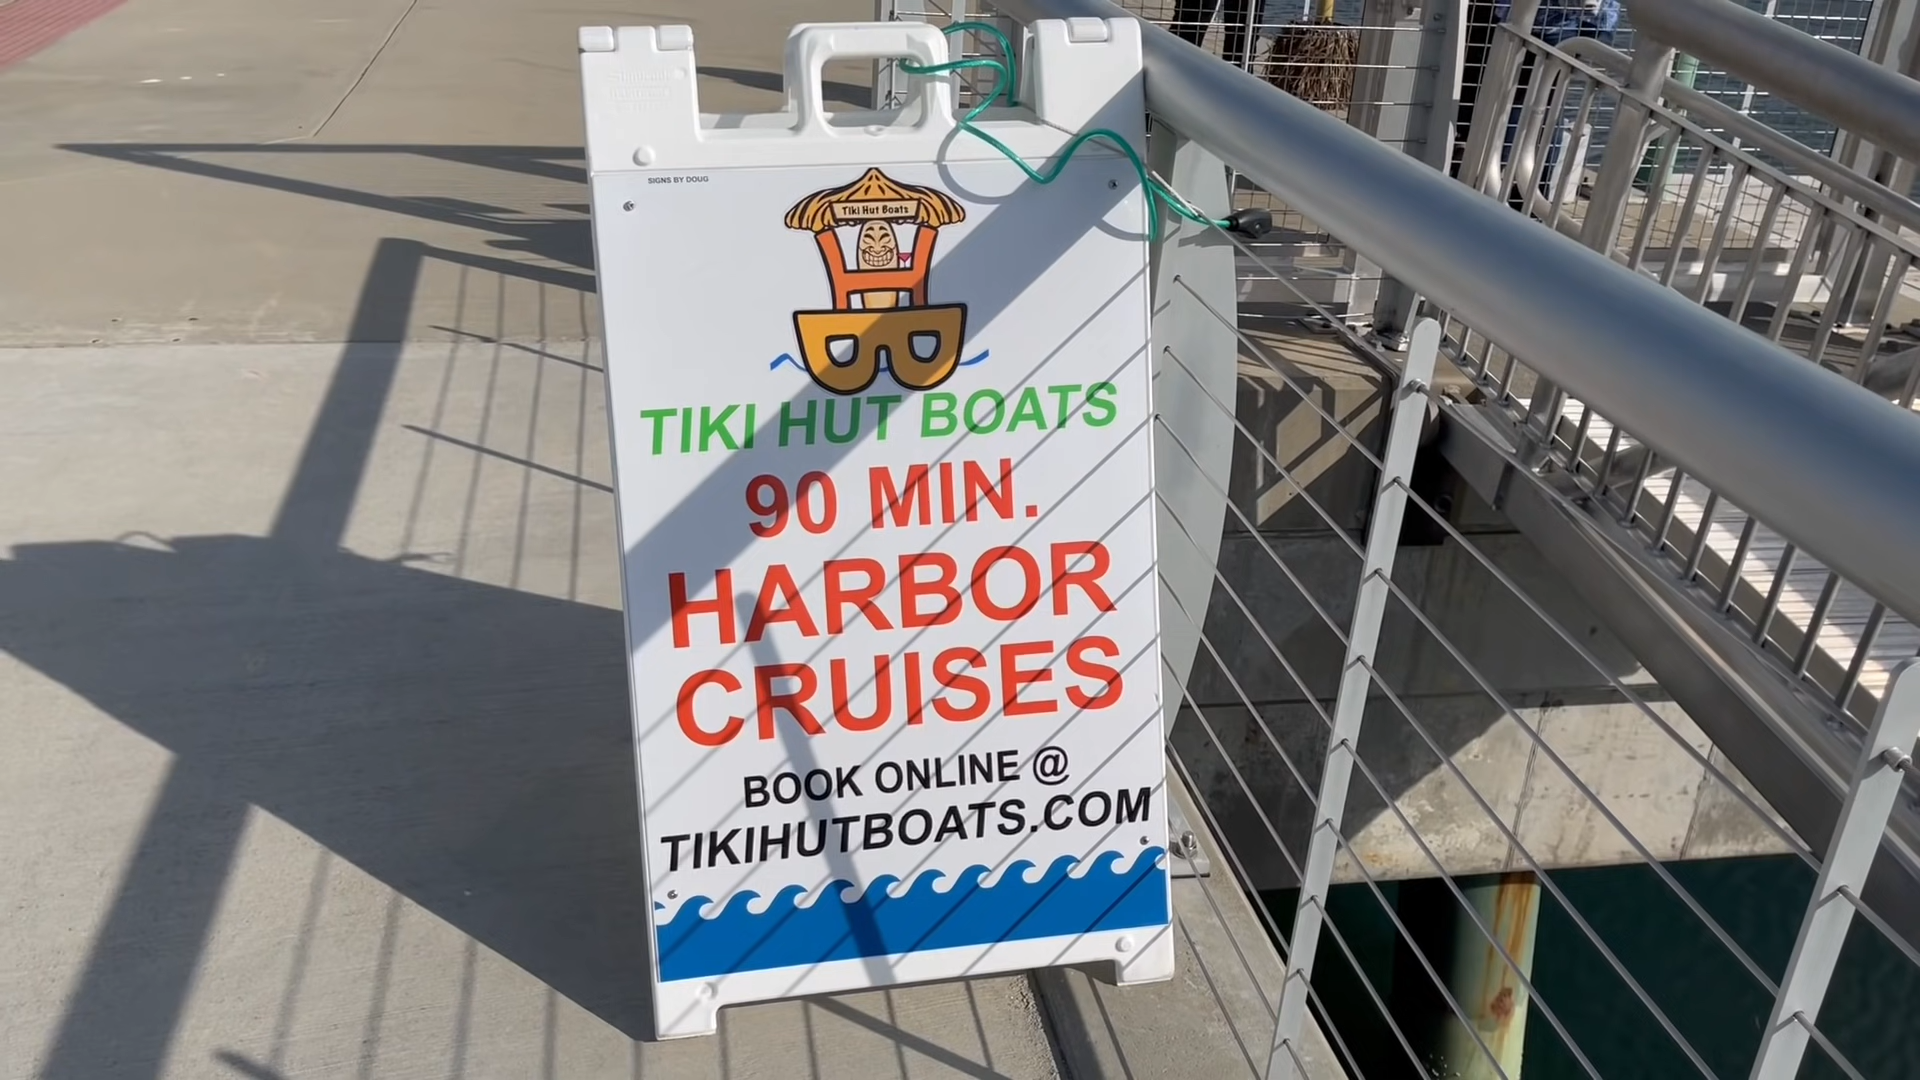 SIGNS BY DOUG
Tiki Hut Boats
TIKI HUT BOATS
90 MIN.
HARBOR
CRUISES
BOOK ONLINE @
TIKIHUTBOATS.COM